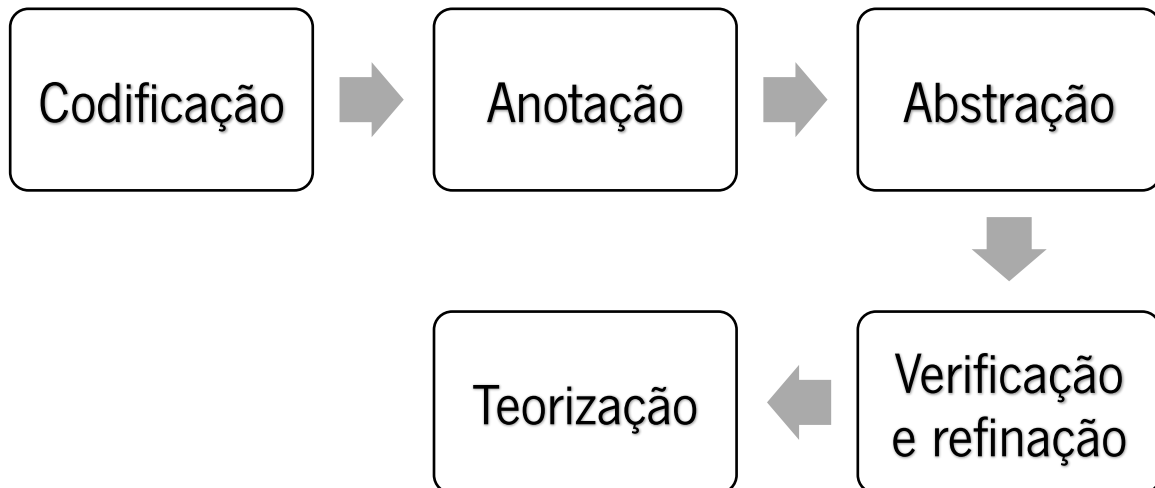 Codificação
Anotação
Abstração
Verificação
e refinação
Teorização